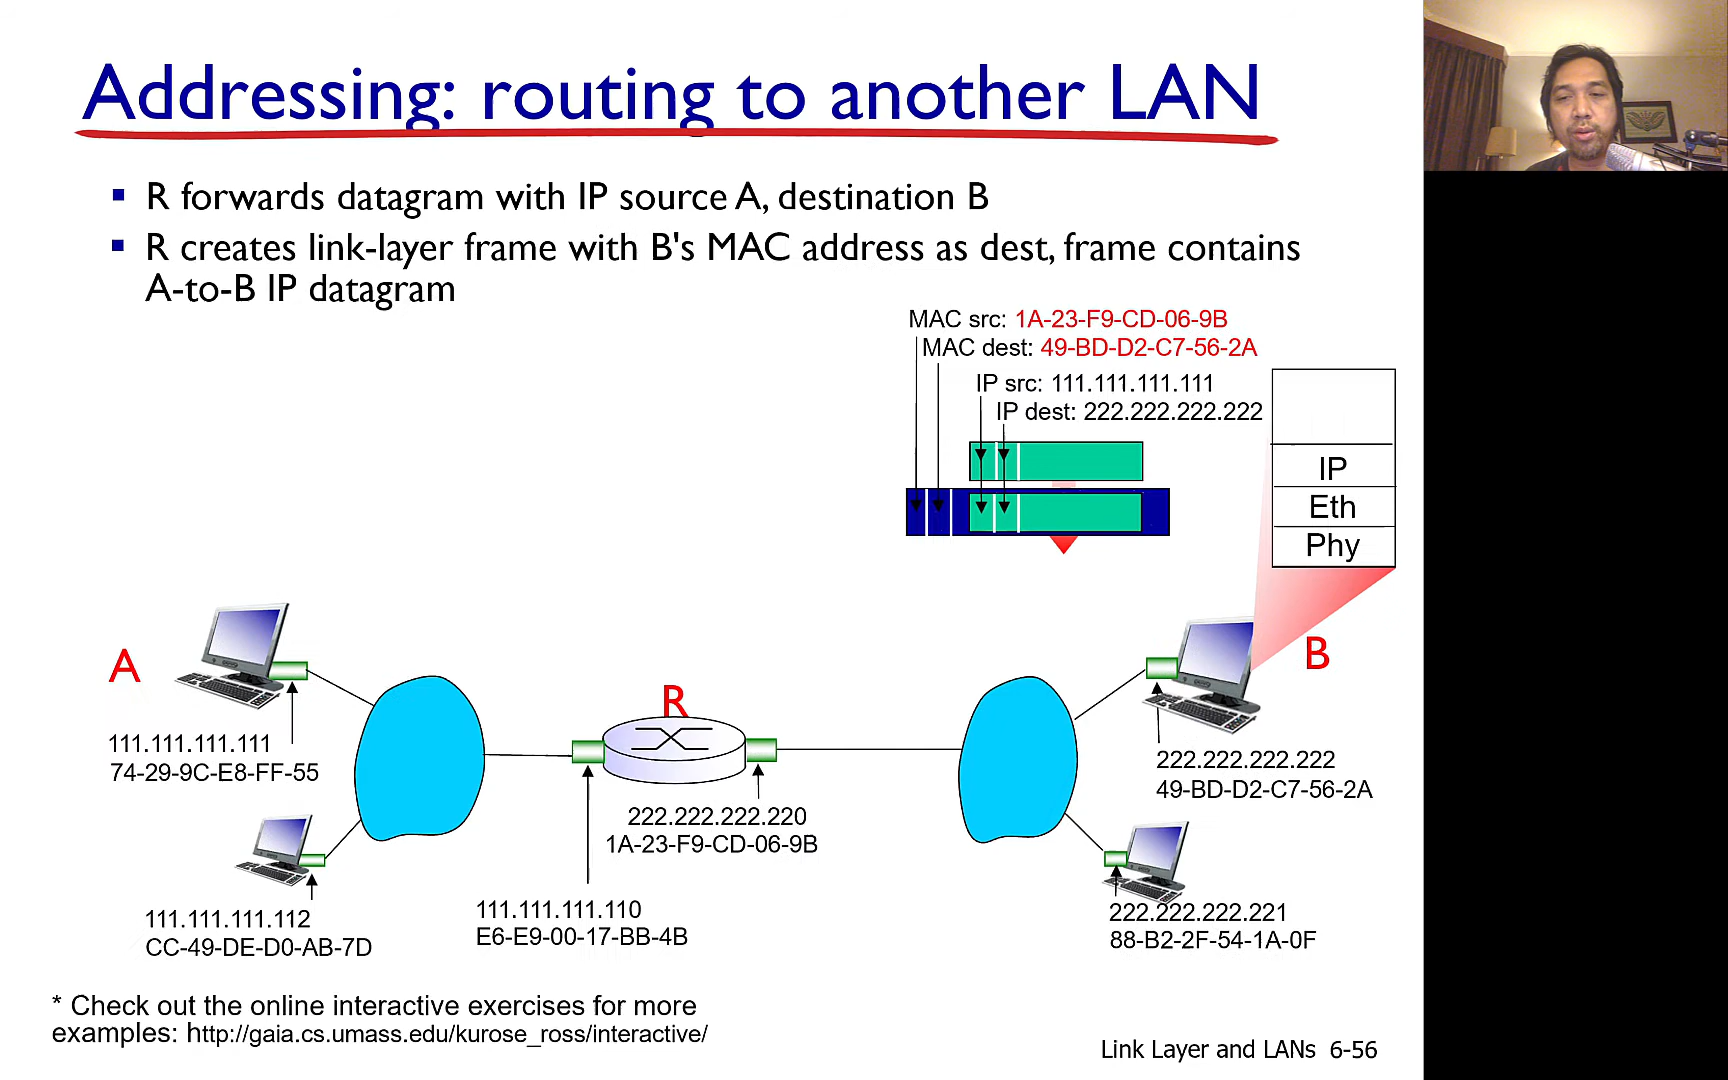 Addressing: routing to another LAN
R forwards datagram with IP source A, destination B
R creates link-layer frame with B's MAC address as dest, frame contains
A-to-B IP datagram
MAC src: 1A-23-F9-CD-06-9B
MAC dest: 49-BD-D2-C7-56-2A
IP src: 111.111.111.111
IP dest: 222.222.222.222
IP
Eth
Phy
A
R
B
111.111.111.111
74-29-9C-E8-FF-55
222.222.222.220
1A-23-F9-CD-06-9B
222.222.222.222
49-BD-D2-C7-56-2A
111.111.111.112
CC-49-DE-D0-AB-7D
111.111.111.110
E6-E9-00-17-BB-4B
222.222.222.221
88-B2-2F-54-1A-0F
* Check out the online interactive exercises for more
examples: http://gaia.cs.umass.edu/kurose_ross/interactive/
Link Layer and LANs 6-56